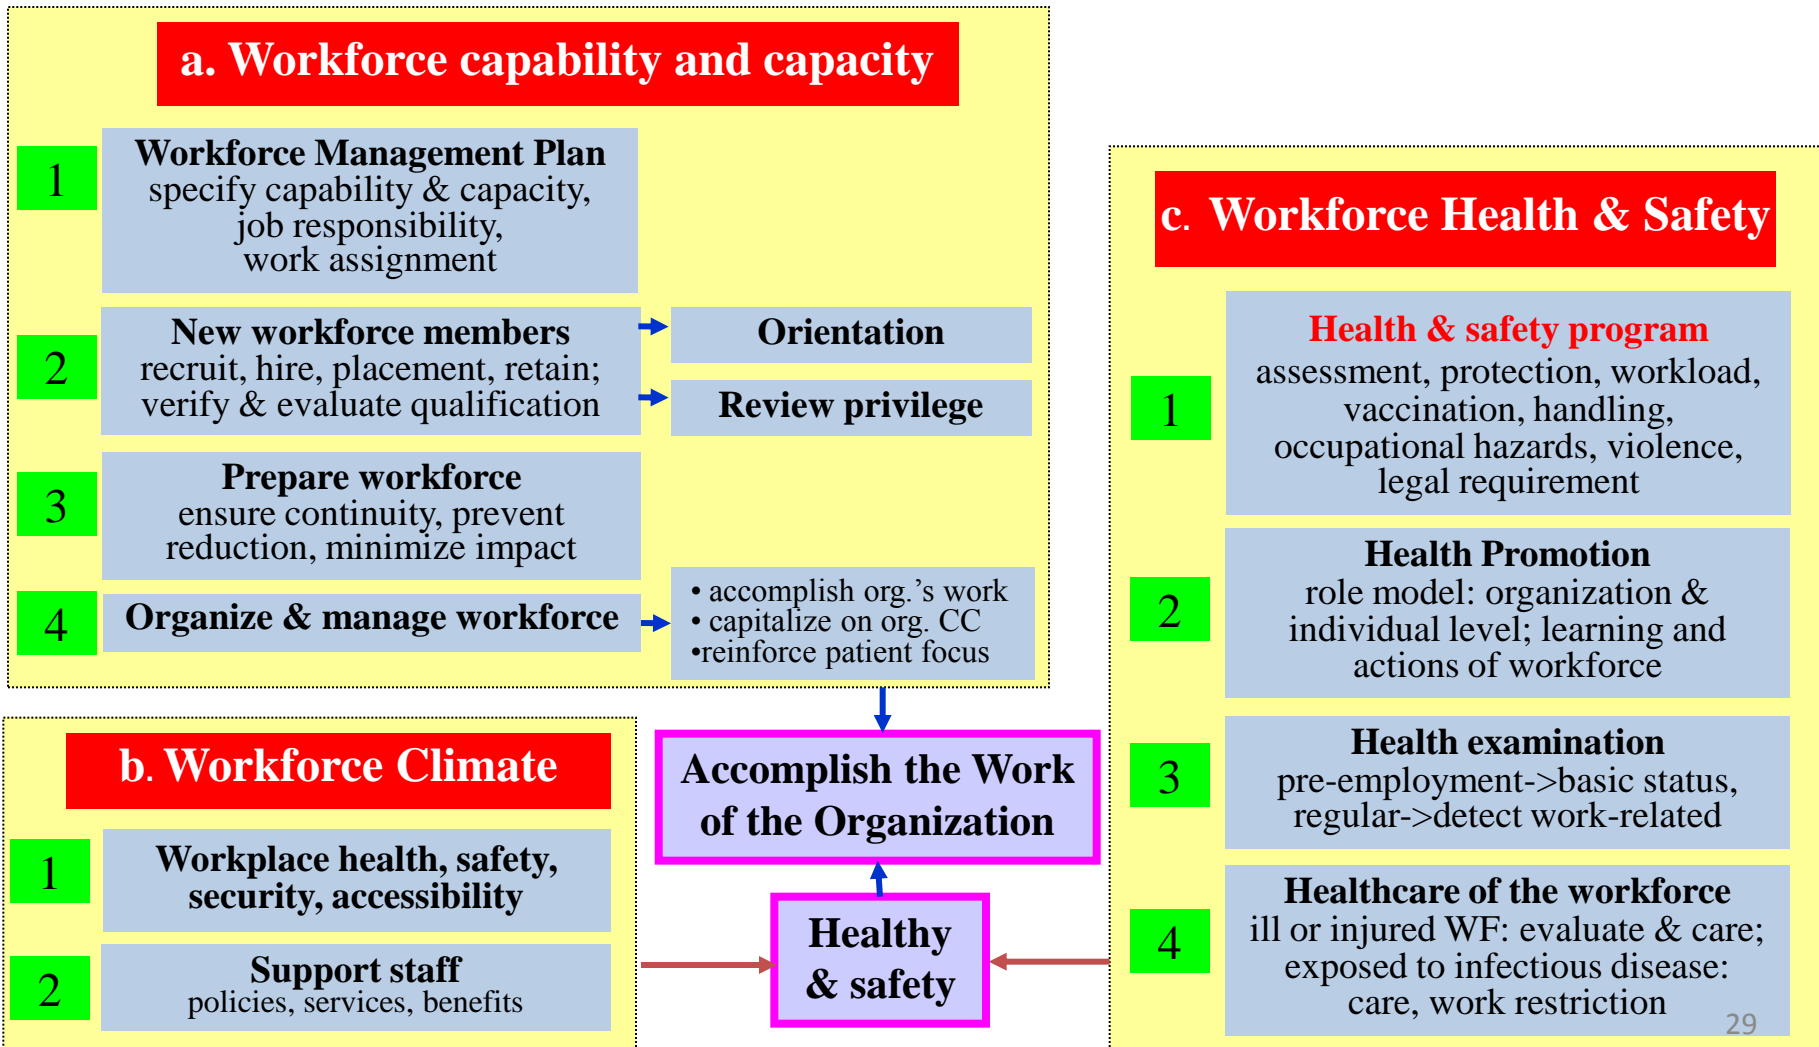 a. Workforce capability and capacity
1
Workforce Management Plan
specify capability & capacity,
job responsibility,
work assignment
2
New workforce members
recruit, hire, placement, retain;
verify & evaluate qualification
Orientation
Review privilege
3
Prepare workforce
ensure continuity, prevent
reduction, minimize impact
4
Organize & manage workforce
• accomplish org.'s work
• capitalize on org. CC
•reinforce patient focus
b. Workforce Climate
1
Workplace health, safety,
security, accessibility
2
Support staff
policies, services, benefits
Accomplish the Work
of the Organization
Healthy
& safety
c. Workforce Health & Safety
1
Health & safety program
assessment, protection, workload,
vaccination, handling,
occupational hazards, violence,
legal requirement
2
Health Promotion
role model: organization &
individual level; learning and
actions of workforce
3
Health examination
pre-employment->basic status,
regular->detect work-related
4
Healthcare of the workforce
ill or injured WF: evaluate & care;
exposed to infectious disease:
care, work restriction
29